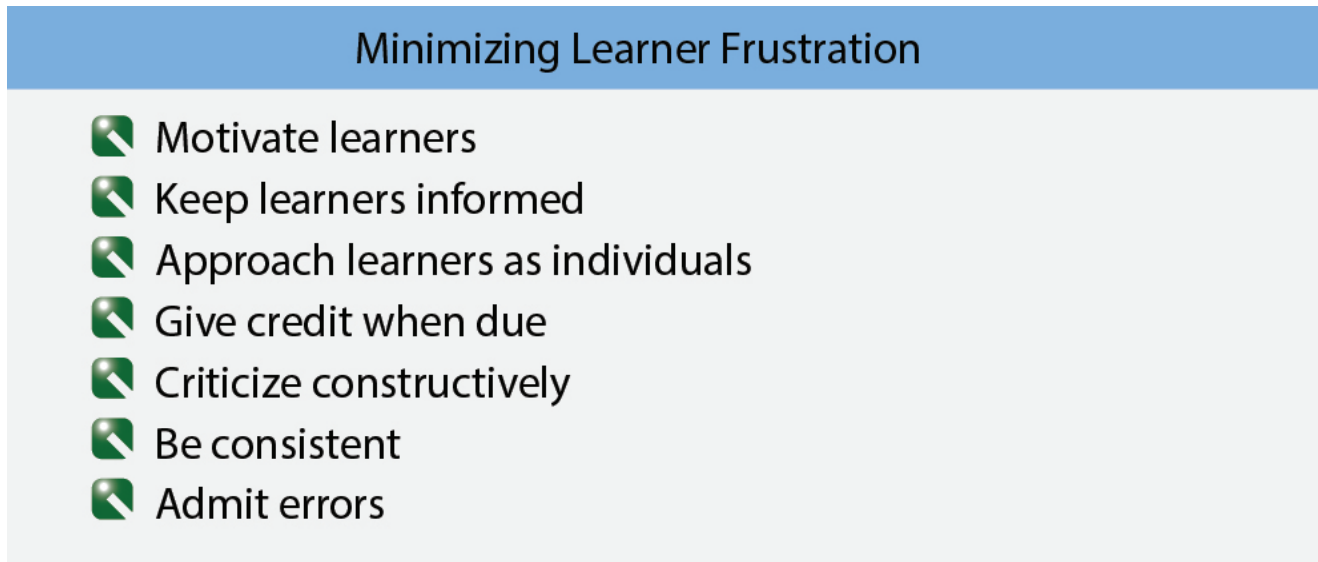 Minimizing Learner Frustration
Motivate learners
Keep learners informed
Approach learners as individuals
Give credit when due
Criticize constructively
Be consistent
Admit errors